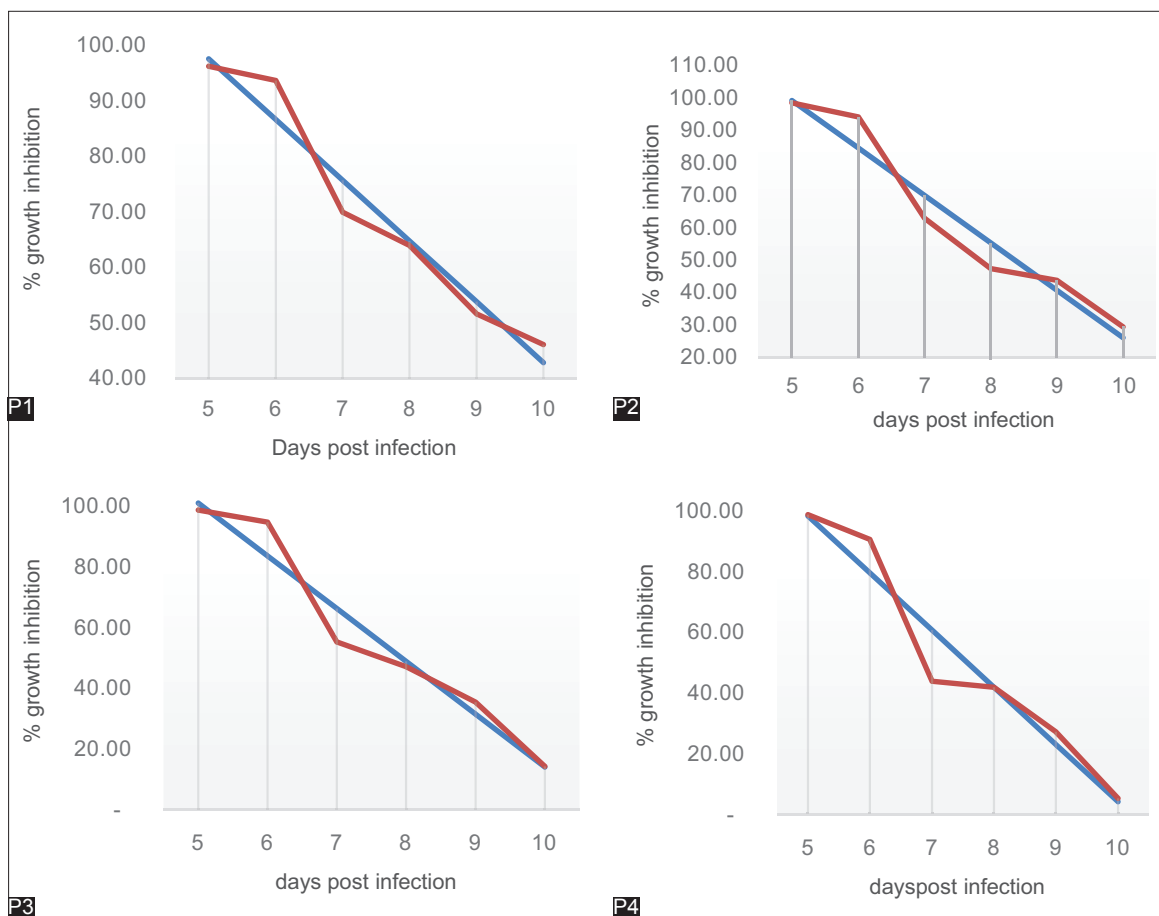 100.00
90.00
80.00
70.00
60.00
50.00
40.00
% growth inhibition
5 6 7 8 9 10
Days post infection
P1
110.00
100.00
90.00
80.00
70.00
60.00
50.00
40.00
30.00
20.00
% growth inhibition
5 6 7 8 9 10
days post infection
P2
100.00
80.00
60.00
40.00
20.00
-
% growth inhibition
5 6 7 8 9 10
days post infection
P3
100.00
80.00
60.00
40.00
20.00
-
% growth inhibition
5 6 7 8 9 10
dayspost infection
P4